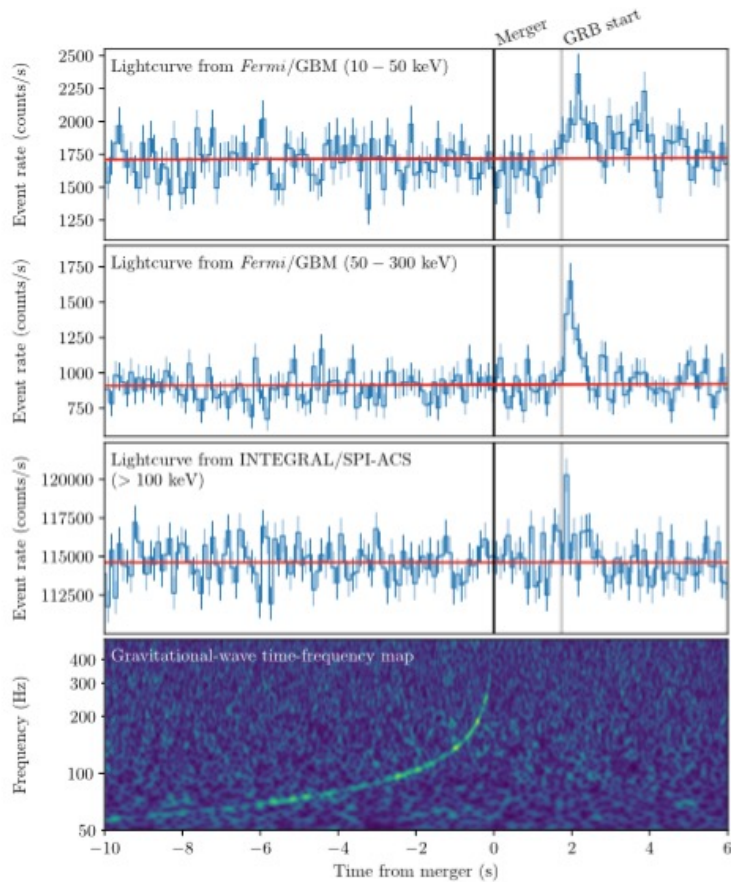 Merger
GRB start
Lightcurve from Fermi/GBM (10 − 50 keV)
Event rate (counts/s)
2500
2250
2000
1750
1500
1250
Lightcurve from Fermi/GBM (50 − 300 keV)
Event rate (counts/s)
1750
1500
1250
1000
750
Lightcurve from INTEGRAL/SPI-ACS
(> 100 keV)
Event rate (counts/s)
120000
117500
115000
112500
Gravitational-wave time-frequency map
Frequency (Hz)
400
300
200
100
50
−10 −8 −6 −4 −2 0 2 4 6
Time from merger (s)